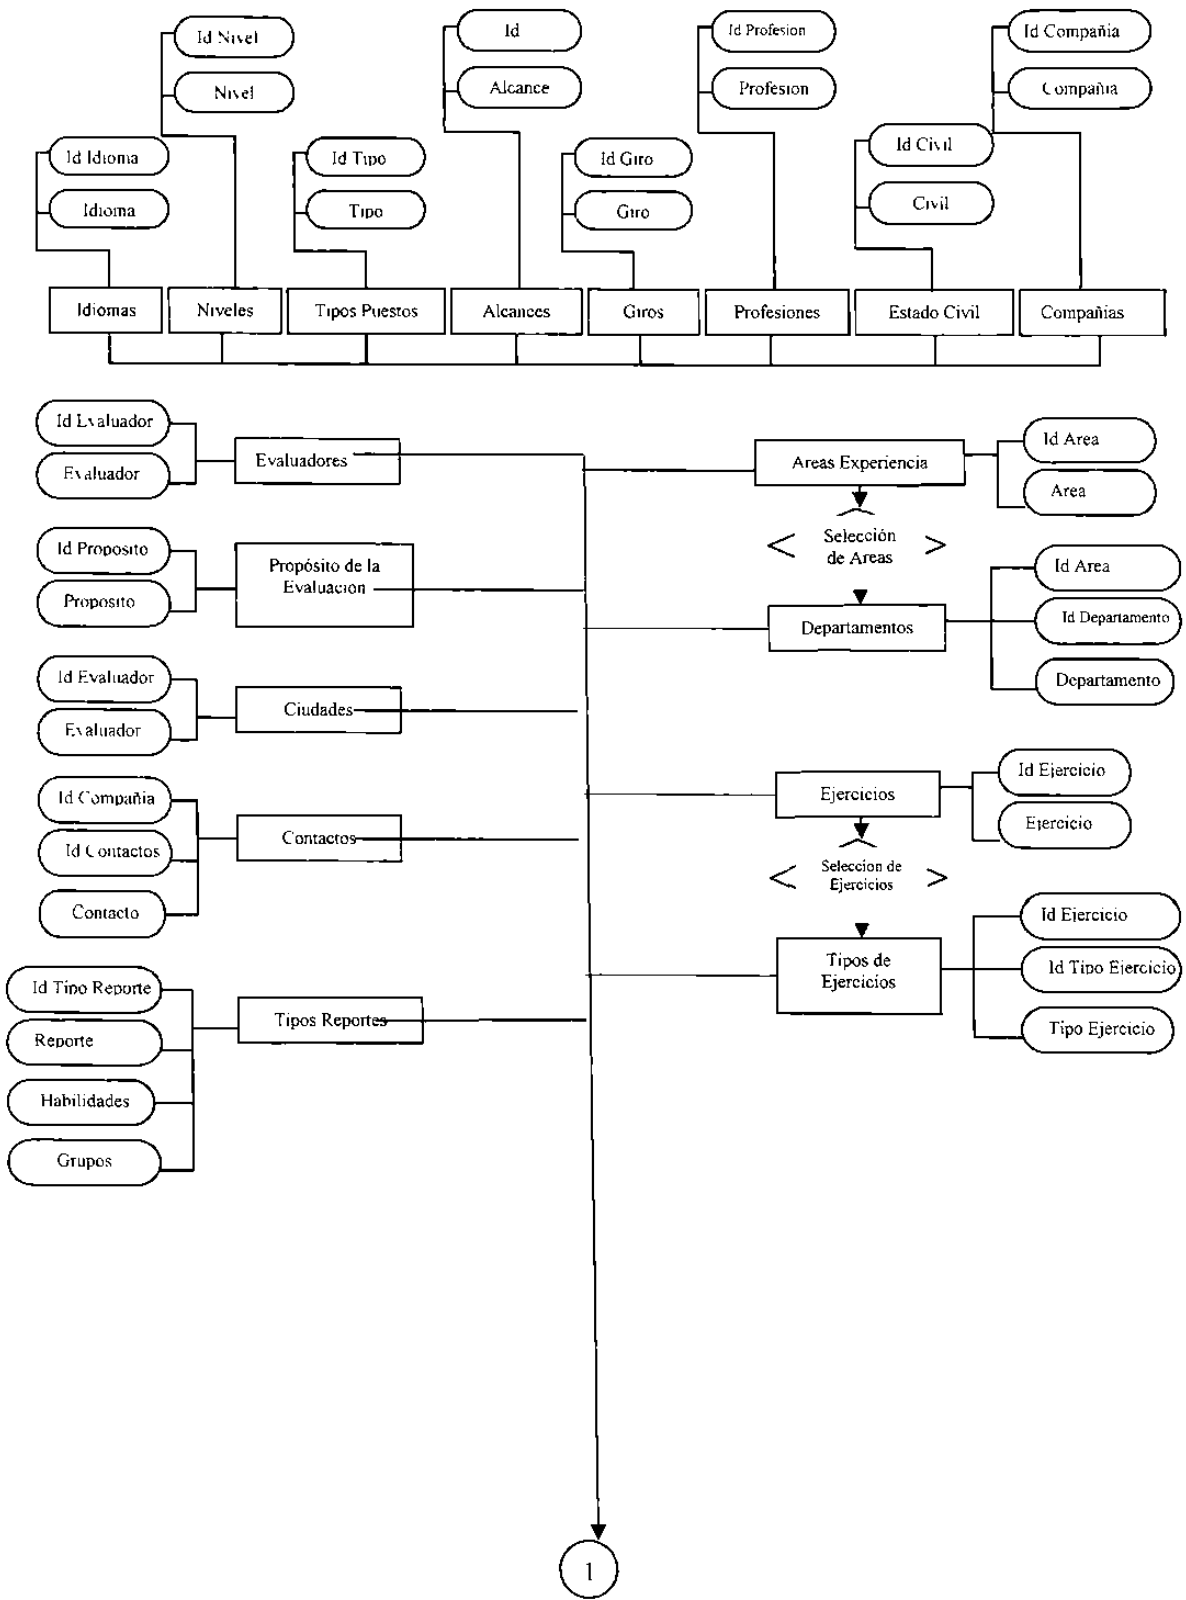 Id Nivel
Nivel
Id
Alcance
Id Profesion
Profesion
Id Compañia
Compañia
Id Idioma
Idioma
Id Tipo
Tipo
Id Giro
Giro
Id Civil
Civil
Idiomas
Niveles
Tipos Puestos
Alcances
Giros
Profesiones
Estado Civil
Compañias
Id Evaluador
Evaluador
Evaluadores
Areas Experiencia
Id Area
Area
Selección
de Areas
Id Proposito
Proposito
Propósito de la
Evaluacion
Departamentos
Id Area
Id Departamento
Departamento
Id Evaluador
Evaluador
Ciudades
Id Compañia
Id Contactos
Contacto
Contactos
Ejercicios
Id Ejercicio
Ejercicio
Seleccion de
Ejercicios
Tipos de
Ejercicios
Id Ejercicio
Id Tipo Ejercicio
Tipo Ejercicio
Id Tipo Reporte
Reporte
Habilidades
Grupos
Tipos Reportes
1